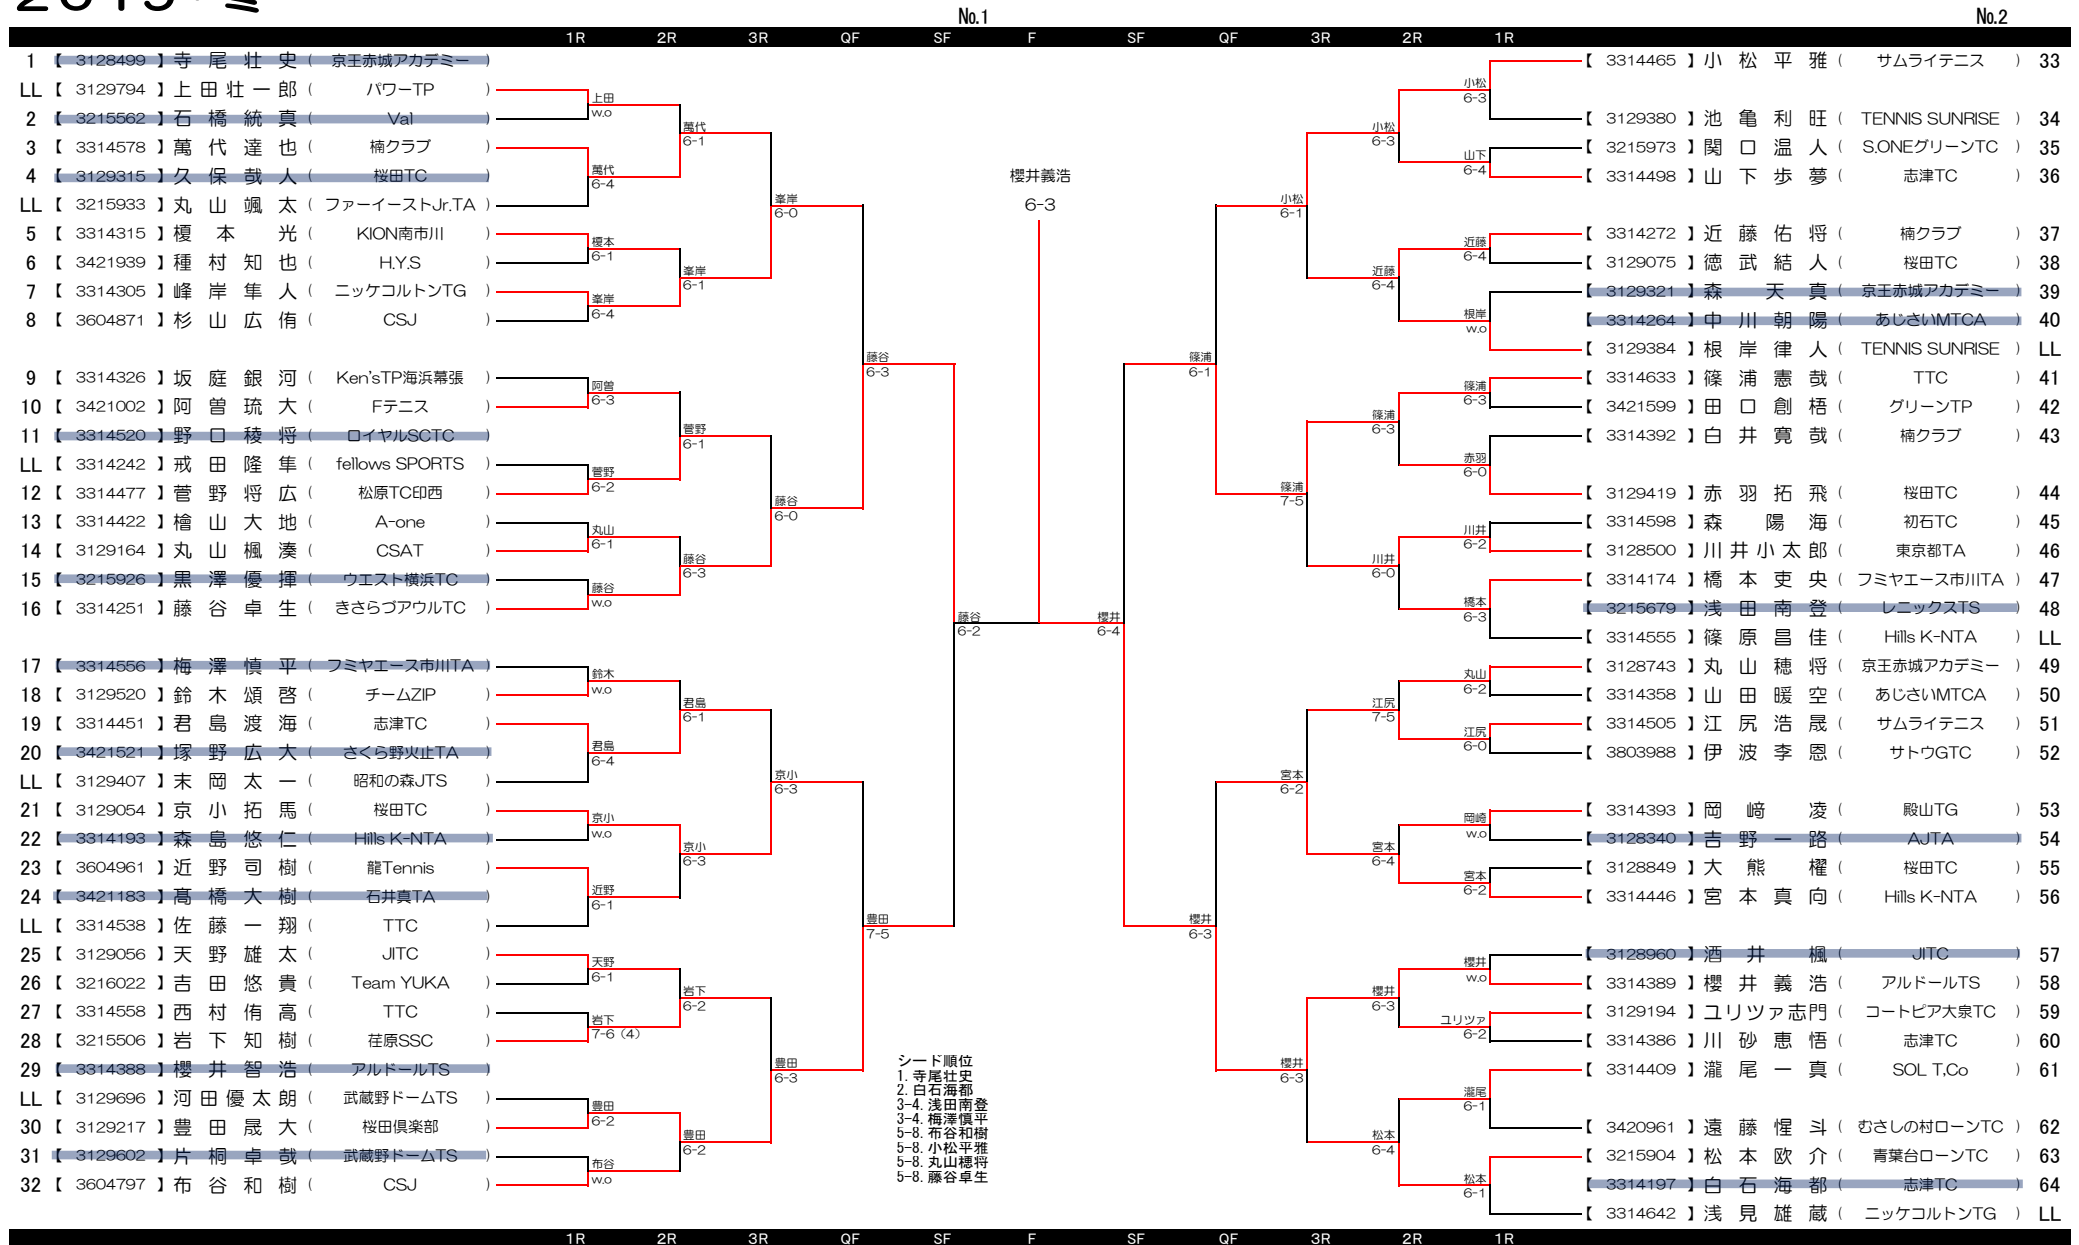 2019・ミ
No.1
No.2
1R 2R 3R QF SF F SF QF 3R 2R 1R
1 【 3128499 】 寺尾壮史 ( 京王赤城アカデミー )
LL 【 3129794 】 上田壮一郎 ( パワーTP )
2 【 3215562 】 石橋統真 ( Val )
3 【 3314578 】 萬代達也 ( 楠クラブ )
4 【 3129315 】 久保哉人 ( 桜田TC )
LL 【 3215933 】 丸山颯太 ( ファーイーストJr.TA )
5 【 3314315 】 榎本光 ( KION南市川 )
6 【 3421939 】 種村知也 ( H.Y.S )
7 【 3314305 】 峰岸隼人 ( ニッケコルトンTG )
8 【 3604871 】 杉山広侑 ( CSJ )
9 【 3314326 】 坂庭銀河 ( Ken'sTP海浜幕張 )
10 【 3421002 】 阿曽琉大 ( Fテニス )
11 【 3314520 】 野口稜将 ( ロイヤルSCTC )
LL 【 3314242 】 戒田隆隼 ( fellows SPORTS )
12 【 3314477 】 菅野将広 ( 松原TC印西 )
13 【 3314422 】 檜山大地 ( A-one )
14 【 3129164 】 丸山楓湊 ( CSAT )
15 【 3215926 】 黒澤優揮 ( ウエスト横浜TC )
16 【 3314251 】 藤谷卓生 ( きさらづアウルTC )
17 【 3314556 】 梅澤慎平 ( フミヤエース市川TA )
18 【 3129520 】 鈴木頌啓 ( チームZIP )
19 【 3314451 】 君島渡海 ( 志津TC )
20 【 3421521 】 塚野広大 ( さくら野火止TA )
LL 【 3129407 】 末岡太一 ( 昭和の森JTS )
21 【 3129054 】 京小拓馬 ( 桜田TC )
22 【 3314193 】 森島悠仁 ( Hills K-NTA )
23 【 3604961 】 近野司樹 ( 龍Tennis )
24 【 3421183 】 髙橋大樹 ( 石井真TA )
LL 【 3314538 】 佐藤一翔 ( TTC )
25 【 3129056 】 天野雄太 ( JITC )
26 【 3216022 】 吉田悠貴 ( Team YUKA )
27 【 3314558 】 西村侑高 ( TTC )
28 【 3215506 】 岩下知樹 ( 荏原SSC )
29 【 3314388 】 櫻井智浩 ( アルドールTS )
LL 【 3129696 】 河田優太朗 ( 武蔵野ドームTS )
30 【 3129217 】 豊田晟大 ( 桜田倶楽部 )
31 【 3129602 】 片桐卓哉 ( 武蔵野ドームTS )
32 【 3604797 】 布谷和樹 ( CSJ )
上田
w.o
萬代
6-4
榎本
6-1
峯岸
6-4
阿曽
6-3
菅野
6-2
丸山
6-1
藤谷
w.o
鈴木
w.o
君島
6-4
京小
w.o
近野
6-1
天野
6-1
岩下
7-6 (4)
豊田
6-2
布谷
w.o
萬代
6-1
峯岸
6-1
菅野
6-1
藤谷
6-3
君島
6-1
京小
6-3
岩下
6-2
豊田
6-2
峯岸
6-0
藤谷
6-0
京小
6-3
豊田
6-3
藤谷
6-3
豊田
7-5
藤谷
6-2
櫻井義浩
6-3
櫻井
6-4
篠浦
6-1
櫻井
6-3
小松
6-1
篠浦
7-5
宮本
6-2
櫻井
6-3
小松
6-3
近藤
6-4
篠浦
6-3
川井
6-0
江尻
7-5
宮本
6-4
櫻井
6-3
松本
6-4
小松
6-3
山下
6-4
近藤
6-4
根岸
w.o
篠浦
6-3
赤羽
6-0
川井
6-2
橋本
6-3
丸山
6-2
江尻
6-0
岡崎
w.o
宮本
6-2
櫻井
w.o
ユリツァ
6-2
瀧尾
6-1
松本
6-1
【 3314465 】 小松平雅 ( サムライテニス ) 33
【 3129380 】 池亀利旺 ( TENNIS SUNRISE ) 34
【 3215973 】 関口温人 ( S.ONEグリーンTC ) 35
【 3314498 】 山下歩夢 ( 志津TC ) 36
【 3314272 】 近藤佑将 ( 楠クラブ ) 37
【 3129075 】 徳武結人 ( 桜田TC ) 38
【 3129321 】 森天真 ( 京王赤城アカデミー ) 39
【 3314264 】 中川朝陽 ( あじさいMTCA ) 40
【 3129384 】 根岸律人 ( TENNIS SUNRISE ) LL
【 3314633 】 篠浦憲哉 ( TTC ) 41
【 3421599 】 田口創梧 ( グリーンTP ) 42
【 3314392 】 白井寛哉 ( 楠クラブ ) 43
【 3129419 】 赤羽拓飛 ( 桜田TC ) 44
【 3314598 】 森陽海 ( 初石TC ) 45
【 3128500 】 川井小太郎 ( 東京都TA ) 46
【 3314174 】 橋本吏央 ( フミヤエース市川TA ) 47
【 3215679 】 浅田南登 ( レニックスTS ) 48
【 3314555 】 篠原昌佳 ( Hills K-NTA ) LL
【 3128743 】 丸山穂将 ( 京王赤城アカデミー ) 49
【 3314358 】 山田暖空 ( あじさいMTCA ) 50
【 3314505 】 江尻浩晟 ( サムライテニス ) 51
【 3803988 】 伊波李恩 ( サトウGTC ) 52
【 3314393 】 岡﨑凌 ( 殿山TG ) 53
【 3128340 】 吉野一路 ( AJTA ) 54
【 3128849 】 大熊櫂 ( 桜田TC ) 55
【 3314446 】 宮本真向 ( Hills K-NTA ) 56
【 3128960 】 酒井楓 ( JITC ) 57
【 3314389 】 櫻井義浩 ( アルドールTS ) 58
【 3129194 】 ユリツァ志門 ( コートピア大泉TC ) 59
【 3314386 】 川砂恵悟 ( 志津TC ) 60
【 3314409 】 瀧尾一真 ( SOL T,Co ) 61
【 3420961 】 遠藤惺斗 ( むさしの村ローンTC ) 62
【 3215904 】 松本欧介 ( 青葉台ローンTC ) 63
【 3314197 】 白石海都 ( 志津TC ) 64
【 3314642 】 浅見雄蔵 ( ニッケコルトンTG ) LL
シード順位
1. 寺尾壮史
2. 白石海都
3-4. 浅田南登
3-4. 梅澤慎平
5-8. 布谷和樹
5-8. 小松平雅
5-8. 丸山穂将
5-8. 藤谷卓生
1R 2R 3R QF SF F SF QF 3R 2R 1R